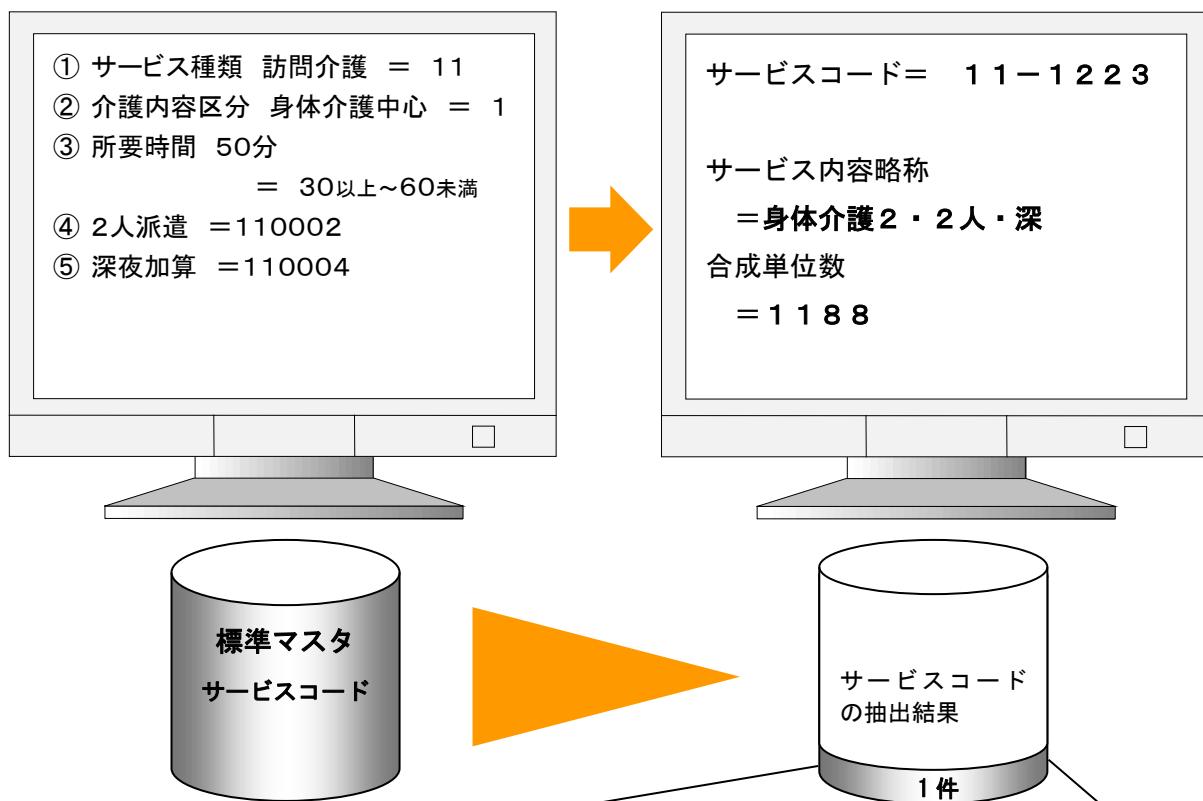 ① サービス種類 訪問介護 ＝ 11
② 介護内容区分 身体介護中心 ＝ 1
③ 所要時間 50分
＝ 30以上～60未満
④ 2人派遣 ＝110002
⑤ 深夜加算 ＝110004
サービスコード＝ １１－１２２３
サービス内容略称
＝身体介護２・２人・深
合成単位数
＝１１８８
標準マスタ
サービスコード
サービスコード
の抽出結果
1件